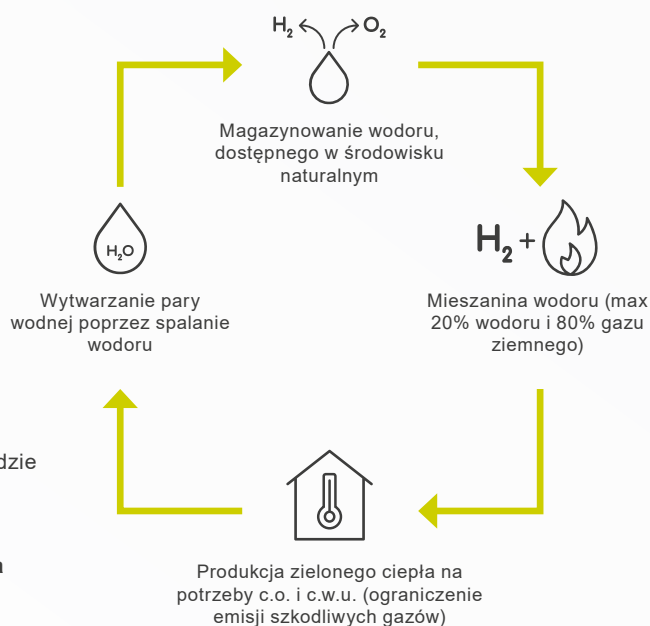 H₂ O₂
Magazynowanie wodoru,
dostępnego w środowisku
naturalnym
H₂ +
Mieszanina wodoru (max
20% wodoru i 80% gazu
ziemnego)
H₂O
Wytwarzanie pary
wodnej poprzez spalanie
wodoru
dzie
Produkcja zielonego ciepła na
potrzeby c.o. i c.w.u. (ograniczenie
emisji szkodliwych gazów)